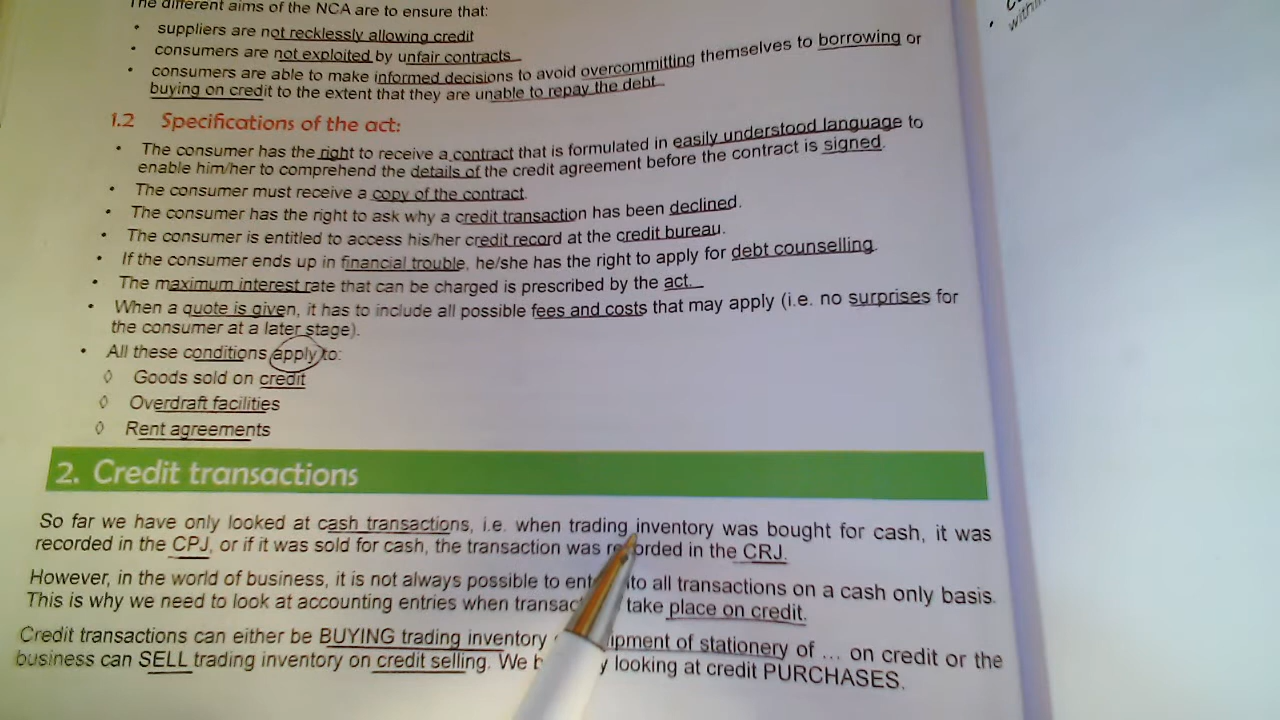 The different aims of the NCA are to ensure that:
• suppliers are not recklessly allowing credit
• consumers are not exploited by unfair contracts
• consumers are able to make informed decisions to avoid overcommitting themselves to borrowing or
buying on credit to the extent that they are unable to repay the debt
1.2 Specifications of the act:
• The consumer has the right to receive a contract that is formulated in easily understood language to
enable him/her to comprehend the details of the credit agreement before the contract is signed.
• The consumer must receive a copy of the contract.
• The consumer has the right to ask why a credit transaction has been declined.
• The consumer is entitled to access his/her credit record at the credit bureau.
• If the consumer ends up in financial trouble, he/she has the right to apply for debt counselling.
• The maximum interest rate that can be charged is prescribed by the act.
• When a quote is given, it has to include all possible fees and costs that may apply (i.e. no surprises for
the consumer at a later stage).
• All these conditions apply to:
◊ Goods sold on credit
◊ Overdraft facilities
◊ Rent agreements
2. Credit transactions
So far we have only looked at cash transactions, i.e. when trading inventory was bought for cash, it was
recorded in the CPJ, or if it was sold for cash, the transaction was recorded in the CRJ.
However, in the world of business, it is not always possible to to all transactions on a cash only basis.
This is why we need to look at accounting entries when take place on credit.
Credit transactions can either be BUYING trading inventory of stationery of ... on credit or the
business can SELL trading inventory on credit selling. We looking at credit PURCHASES.
within